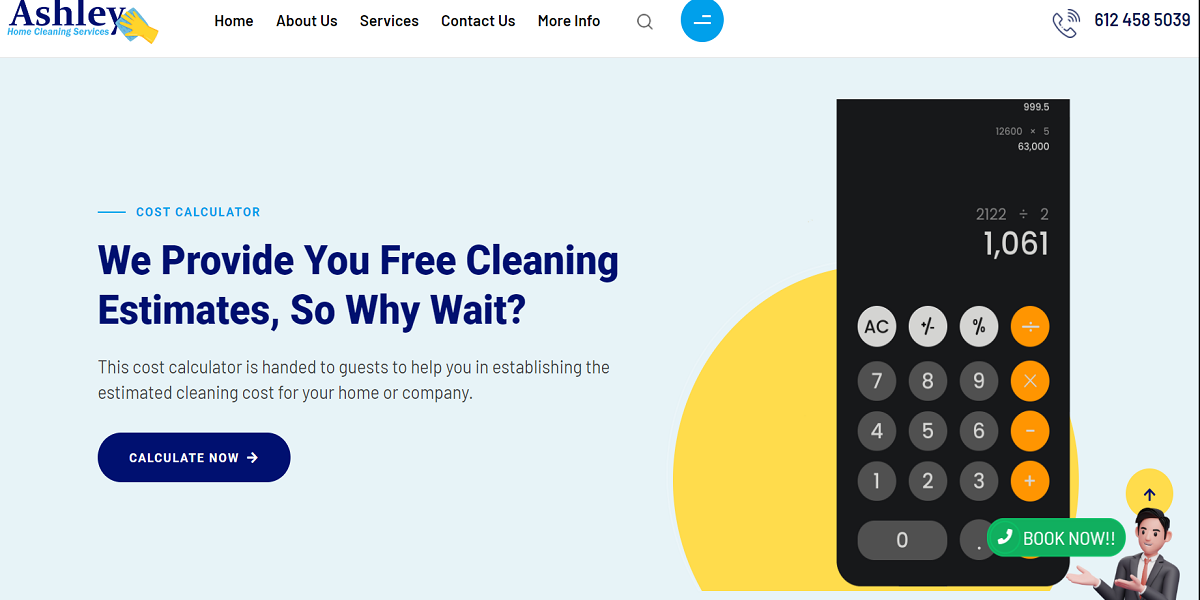 Ashley
Home Cleaning Services
Home
About Us
Services
Contact Us
More Info
612 458 5039
COST CALCULATOR
We Provide You Free Cleaning
Estimates, So Why Wait?
This cost calculator is handed to guests to help you in establishing the
estimated cleaning cost for your home or company.
CALCULATE NOW
999.5
12600 × 5
63,000
2122 ÷ 2
1,061
AC +/- % ÷
7 8 9 ×
4 5 6 -
1 2 3 +
0 .
BOOK NOW!!